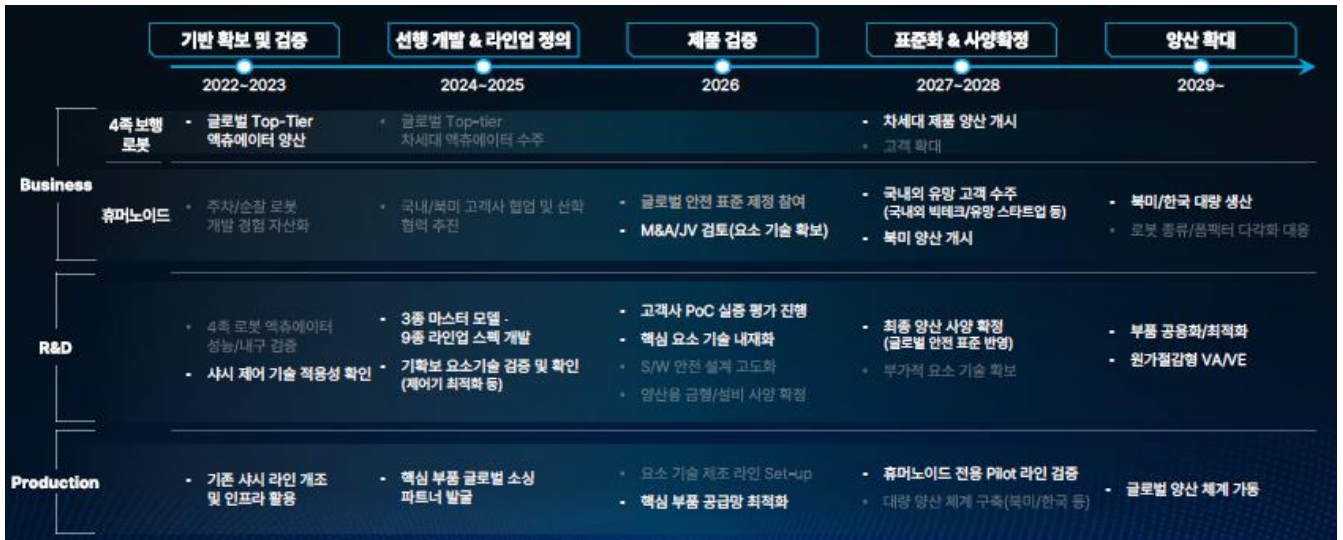 기반 확보 및 검증
선행 개발 & 라인업 정의
제품 검증
표준화 & 사양확정
양산 확대
2022~2023
2024~2025
2026
2027~2028
2029~
Business
4족 보행
로봇
- 글로벌 Top-Tier
액츄에이터 양산
• 글로벌 Top-tier
차세대 액츄에이터 수주
- 차세대 제품 양산 개시
• 고객 확대
휴머노이드
• 주차/순찰 로봇
개발 경험 자산화
• 국내/북미 고객사 협업 및 산학
협력 추진
• 글로벌 안전 표준 제정 참여
- M&A/JV 검토(요소 기술 확보)
- 국내외 유망 고객 수주
(국내외 빅테크/유망 스타트업 등)
- 북미 양산 개시
- 북미/한국 대량 생산
• 로봇 종류/폼팩터 다각화 대응
R&D
• 4족 로봇 액츄에이터
성능/내구 검증
- 샤시 제어 기술 적용성 확인
- 3종 마스터 모델 ·
9종 라인업 스펙 개발
- 기확보 요소기술 검증 및 확인
(제어기 최적화 등)
- 고객사 PoC 실증 평가 진행
- 핵심 요소 기술 내재화
• S/W 안전 설계 고도화
• 양산용 금형/설비 사양 확정
- 최종 양산 사양 확정
(글로벌 안전 표준 반영)
• 부가적 요소 기술 확보
- 부품 공용화/최적화
- 원가절감형 VA/VE
Production
- 기존 샤시 라인 개조
및 인프라 활용
- 핵심 부품 글로벌 소싱
파트너 발굴
• 요소 기술 제조 라인 Set-up
- 핵심 부품 공급망 최적화
- 휴머노이드 전용 Pilot 라인 검증
• 대량 양산 체계 구축(북미/한국 등)
- 글로벌 양산 체계 가동